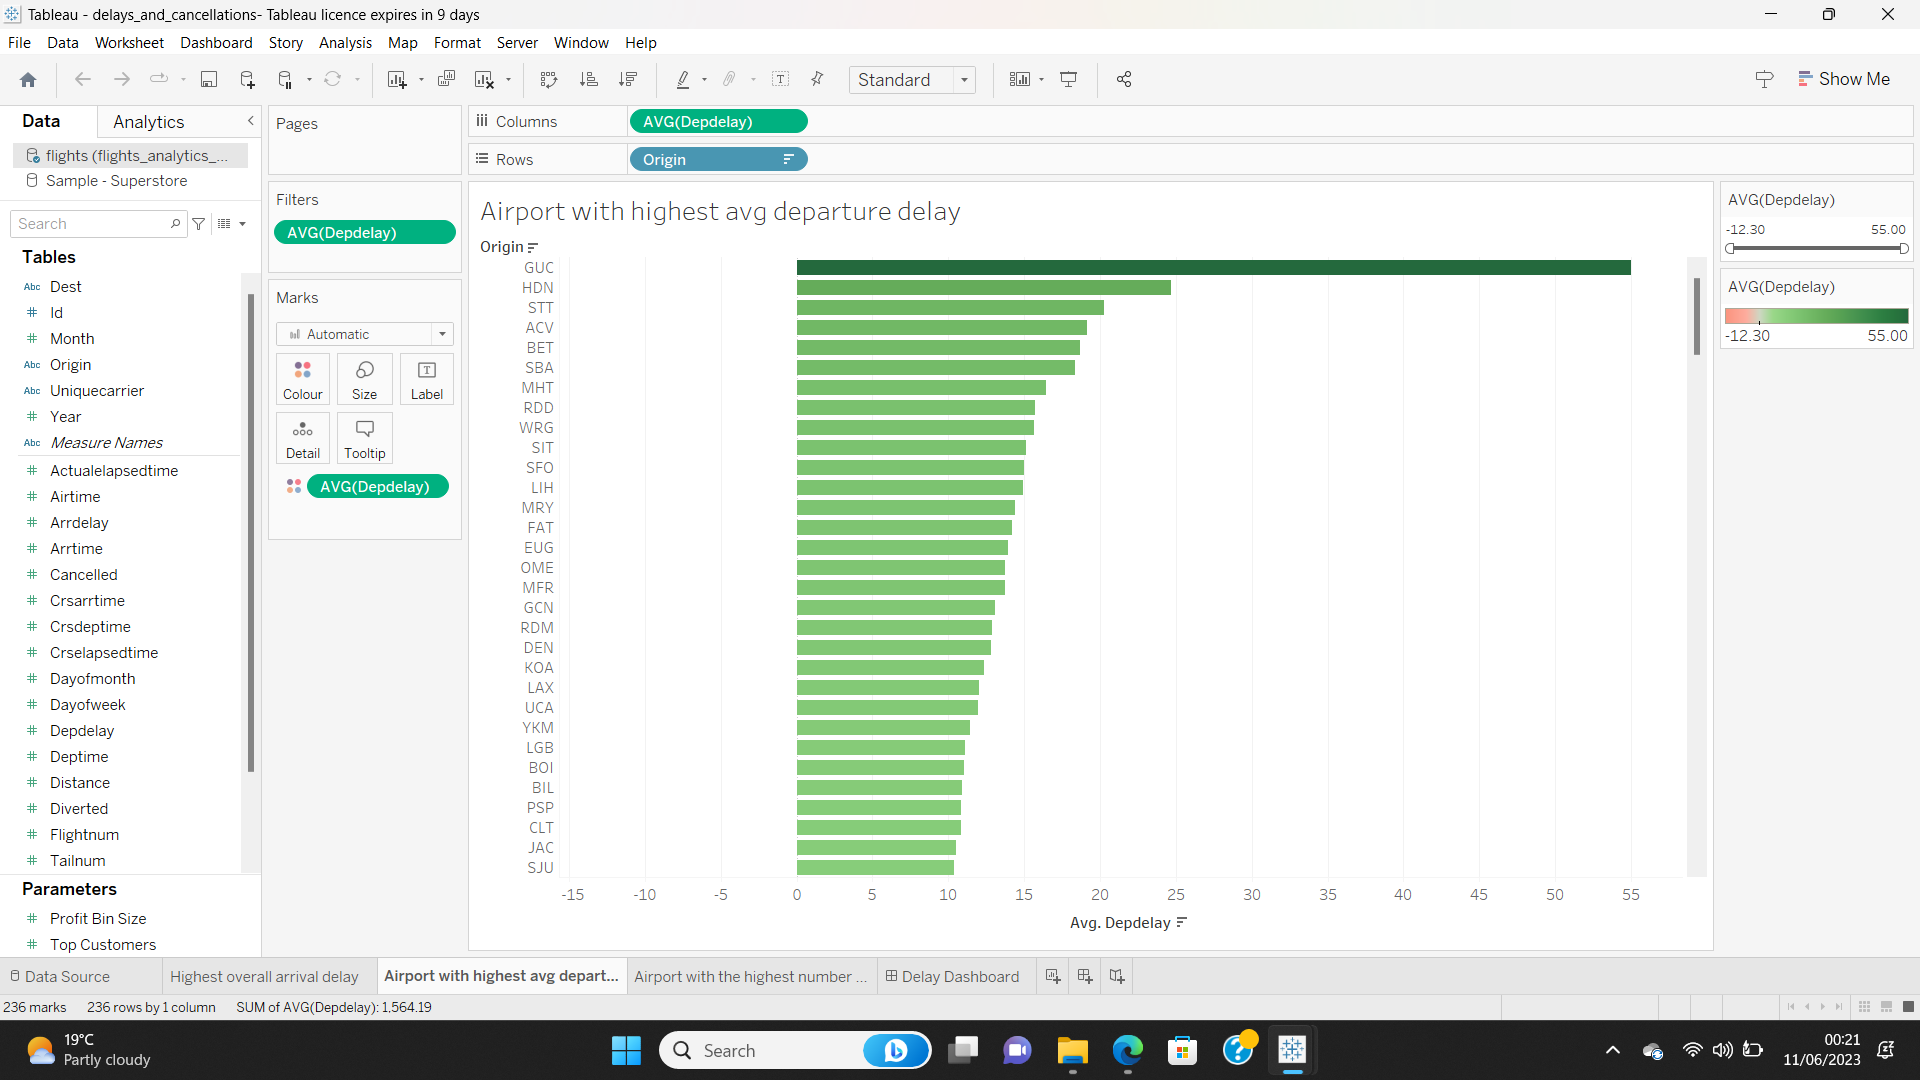 Tableau - delays_and_cancellations- Tableau licence expires in 9 days
File Data Worksheet Dashboard Story Analysis Map Format Server Window Help
Standard
Show Me
Data Analytics
flights (flights_analytics_...
Sample - Superstore
Search
Tables
Abc Dest
# Id
# Month
Abc Origin
Abc Uniquecarrier
# Year
Abc Measure Names
# Actualelapsedtime
# Airtime
# Arrdelay
# Arrtime
# Cancelled
# Crsarrtime
# Crsdeptime
# Crselapsedtime
# Dayofmonth
# Dayofweek
# Depdelay
# Deptime
# Distance
# Diverted
# Flightnum
# Tailnum
Parameters
# Profit Bin Size
# Top Customers
Pages
Filters
AVG(Depdelay)
Marks
Automatic
Colour Size Label
Detail Tooltip
AVG(Depdelay)
Columns AVG(Depdelay)
Rows Origin
Airport with highest avg departure delay
Origin
GUC
HDN
STT
ACV
BET
SBA
MHT
RDD
WRG
SIT
SFO
LIH
MRY
FAT
EUG
OME
MFR
GCN
RDM
DEN
KOA
LAX
UCA
YKM
LGB
BOI
BIL
PSP
CLT
JAC
SJU
-15 -10 -5 0 5 10 15 20 25 30 35 40 45 50 55
Avg. Depdelay
AVG(Depdelay)
-12.30 55.00
AVG(Depdelay)
-12.30 55.00
Data Source Highest overall arrival delay Airport with highest avg depart... Airport with the highest number ... Delay Dashboard
236 marks 236 rows by 1 column SUM of AVG(Depdelay): 1,564.19
19°C
Partly cloudy
Search
00:21
11/06/2023